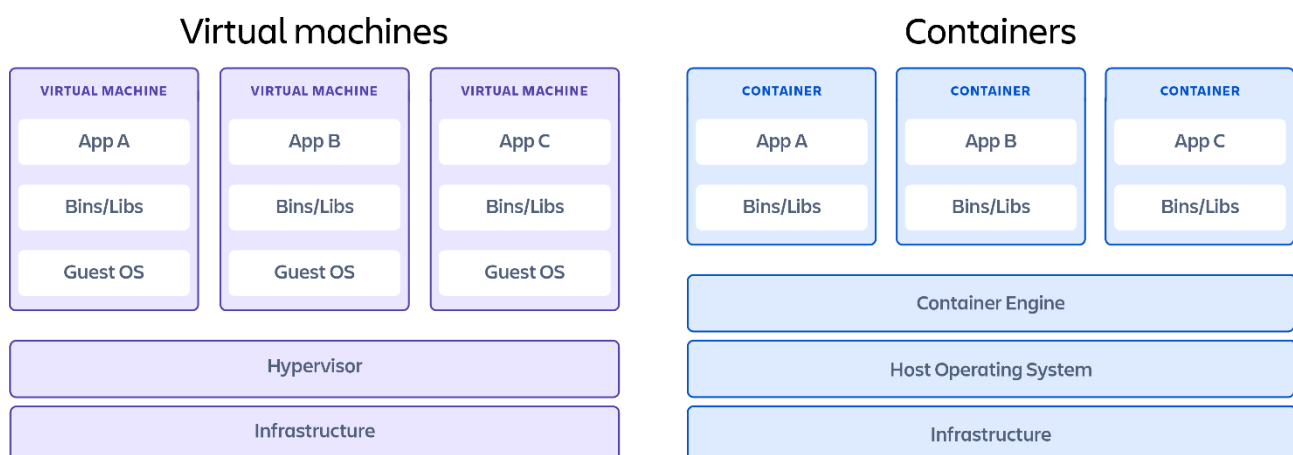 Virtual machines
VIRTUAL MACHINE
App A
Bins/Libs
Guest OS
VIRTUAL MACHINE
App B
Bins/Libs
Guest OS
VIRTUAL MACHINE
App C
Bins/Libs
Guest OS
Hypervisor
Infrastructure
Containers
CONTAINER
App A
Bins/Libs
CONTAINER
App B
Bins/Libs
CONTAINER
App C
Bins/Libs
Container Engine
Host Operating System
Infrastructure